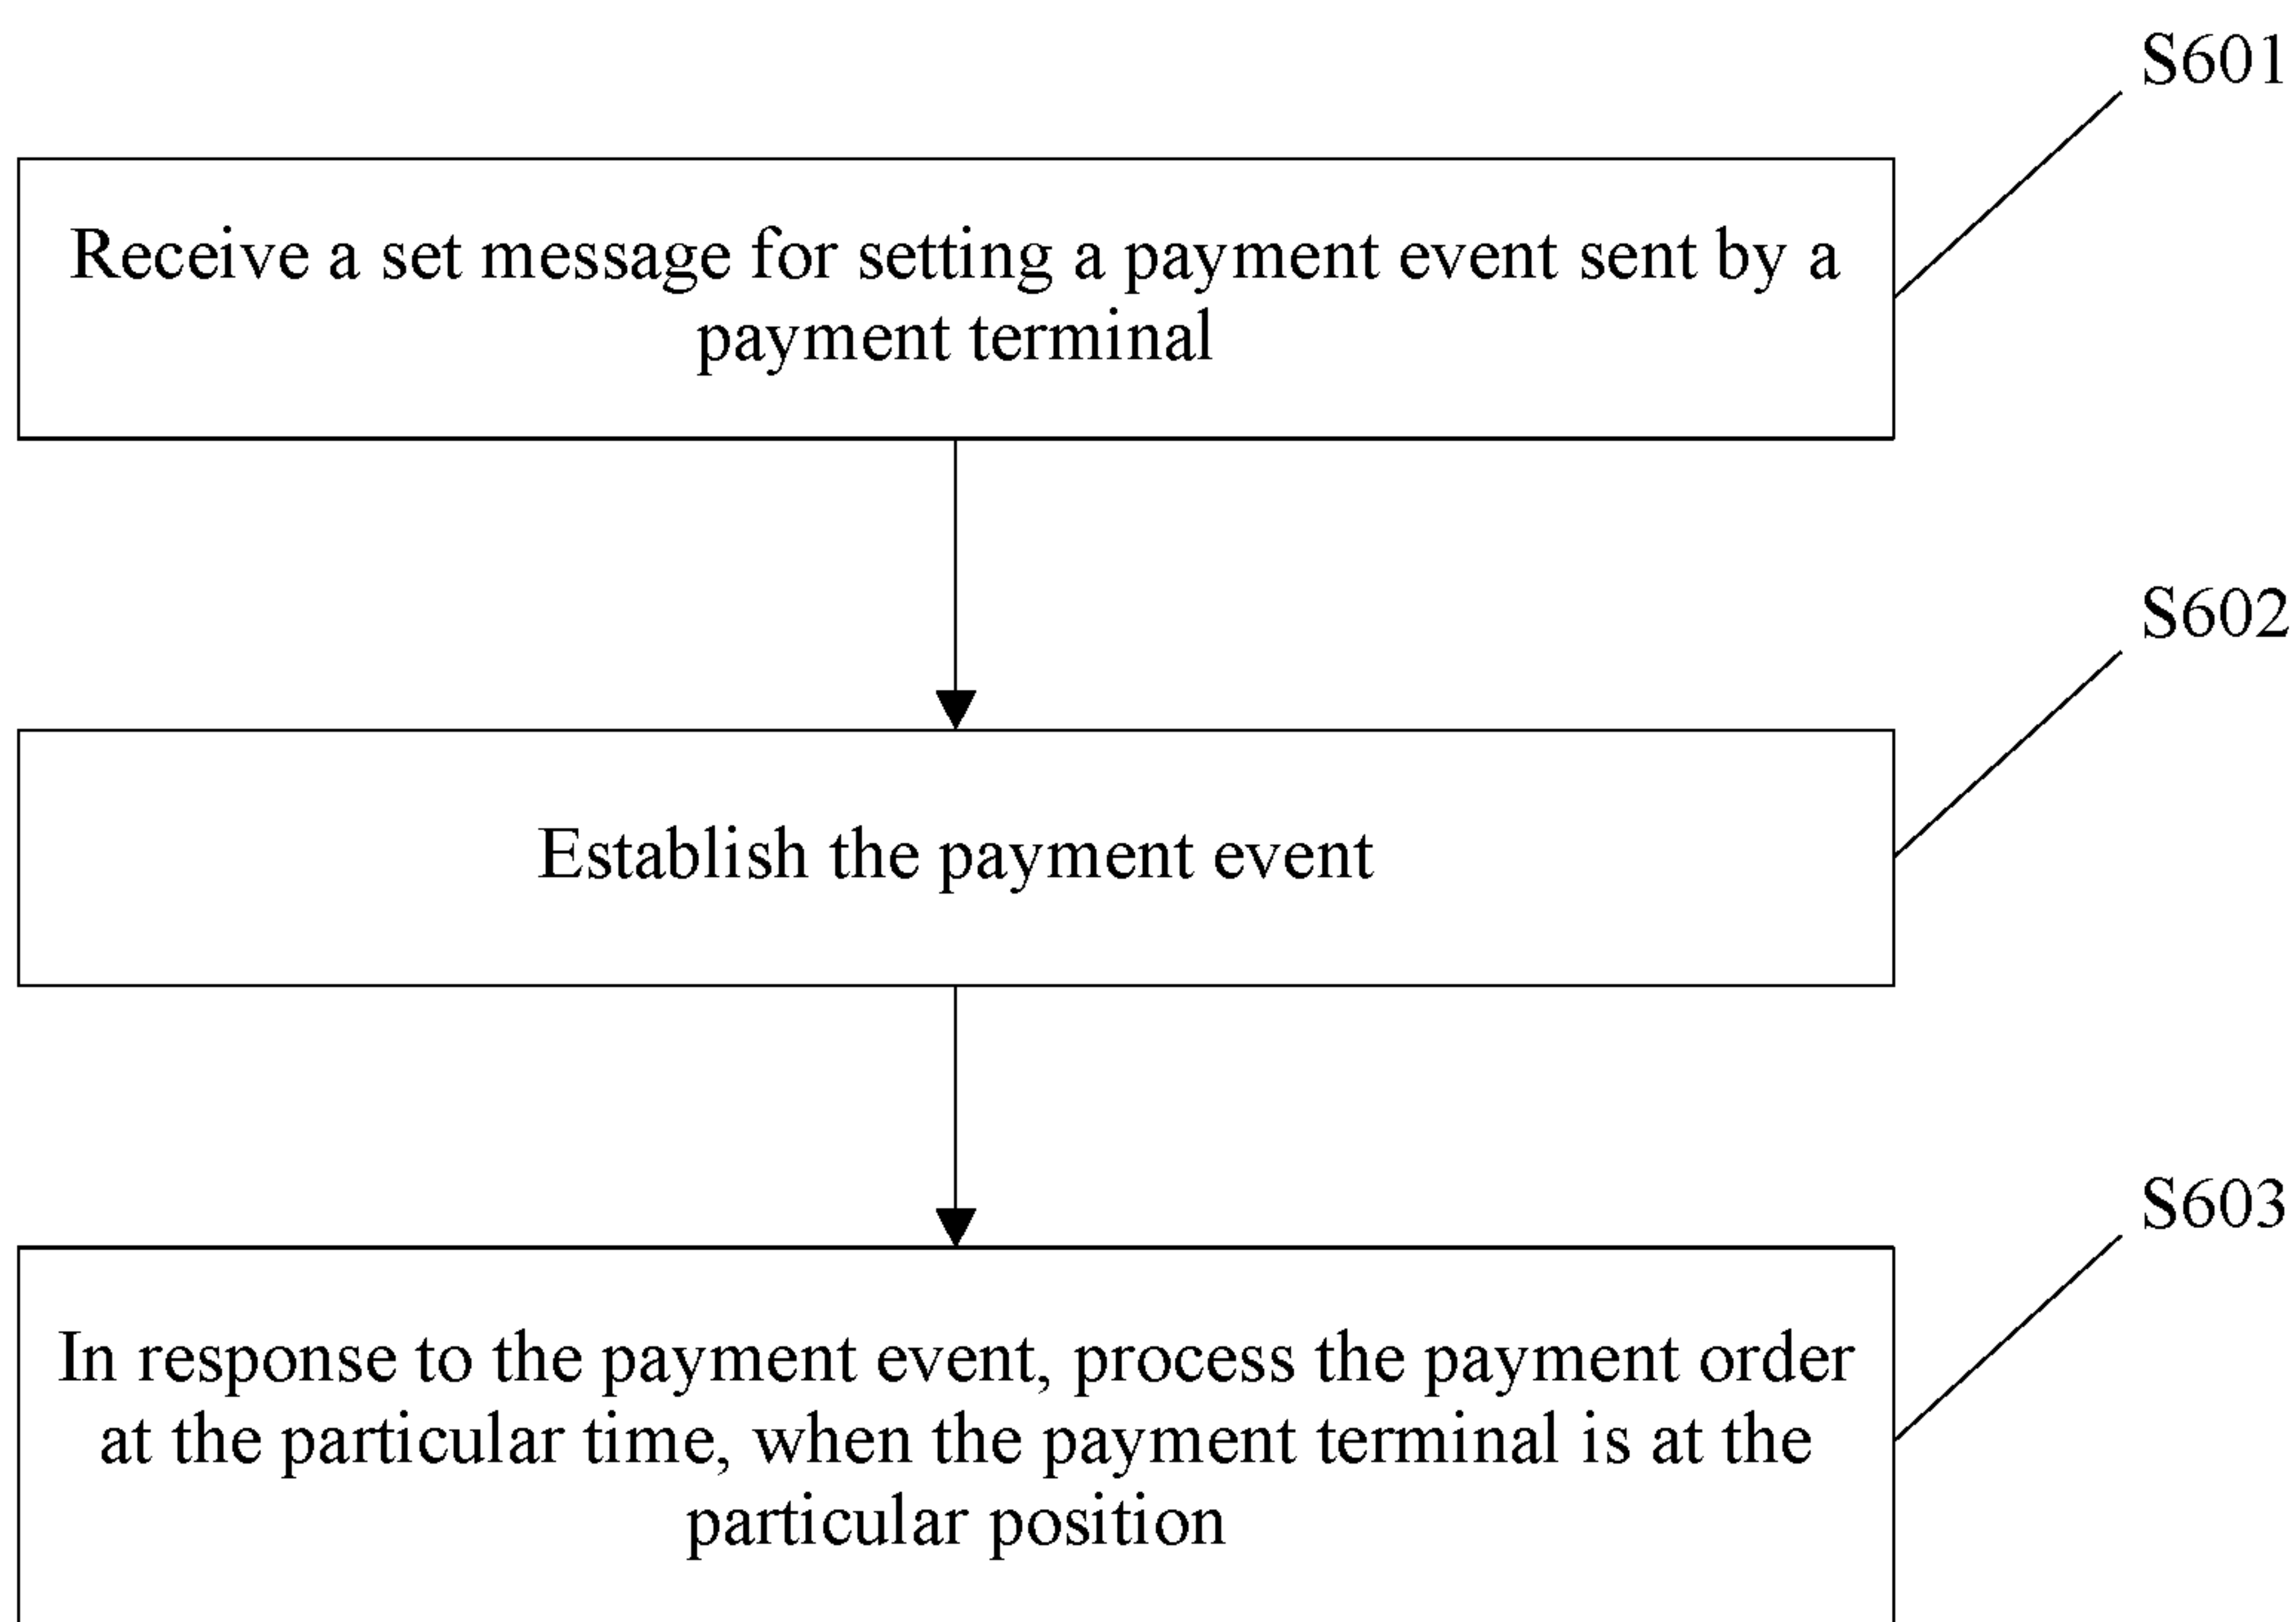 S601
Receive a set message for setting a payment event sent by a
payment terminal
S602
Establish the payment event
S603
In response to the payment event, process the payment order
at the particular time, when the payment terminal is at the
particular position